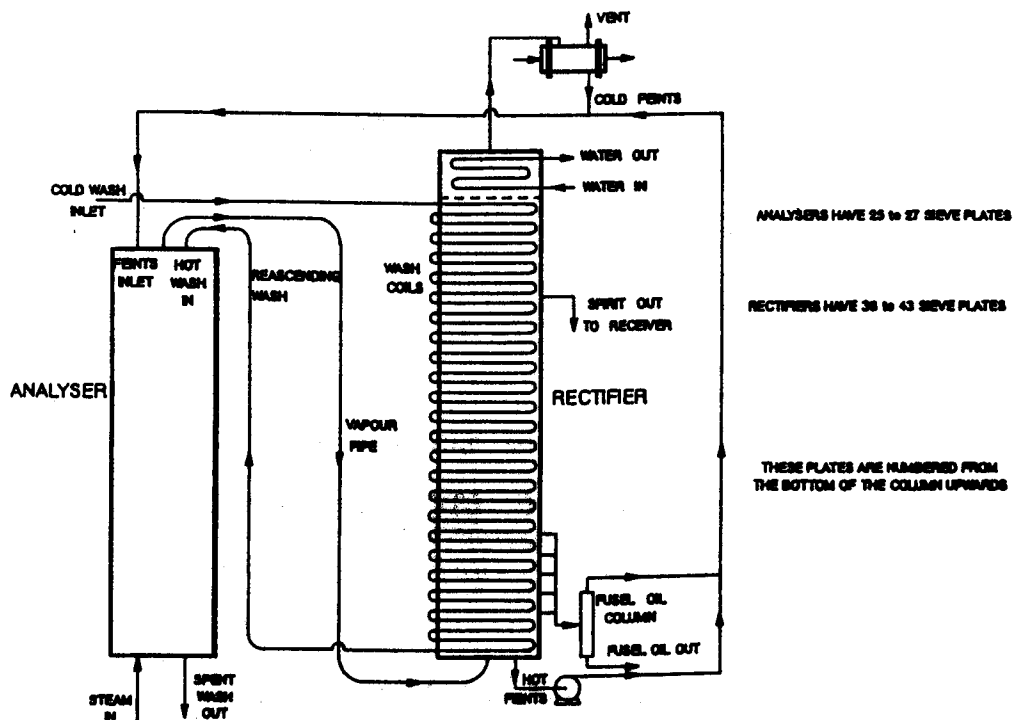 VENT
COLD FEINTS
WATER OUT
WATER IN
COLD WASH
INLET
ANALYSERS HAVE 25 to 27 SIEVE PLATES
FEINTS
INLET
HOT
WASH
IN
REASCENDING
WASH
WASH
COILS
SPIRIT OUT
TO RECEIVER
RECTIFIERS HAVE 38 to 43 SIEVE PLATES
ANALYSER
RECTIFIER
VAPOUR
PIPE
THESE PLATES ARE NUMBERED FROM
THE BOTTOM OF THE COLUMN UPWARDS
FUSEL OIL
COLUMN
FUSEL OIL OUT
HOT
FIENTS
STEAM
IN
SPENT
WASH
OUT